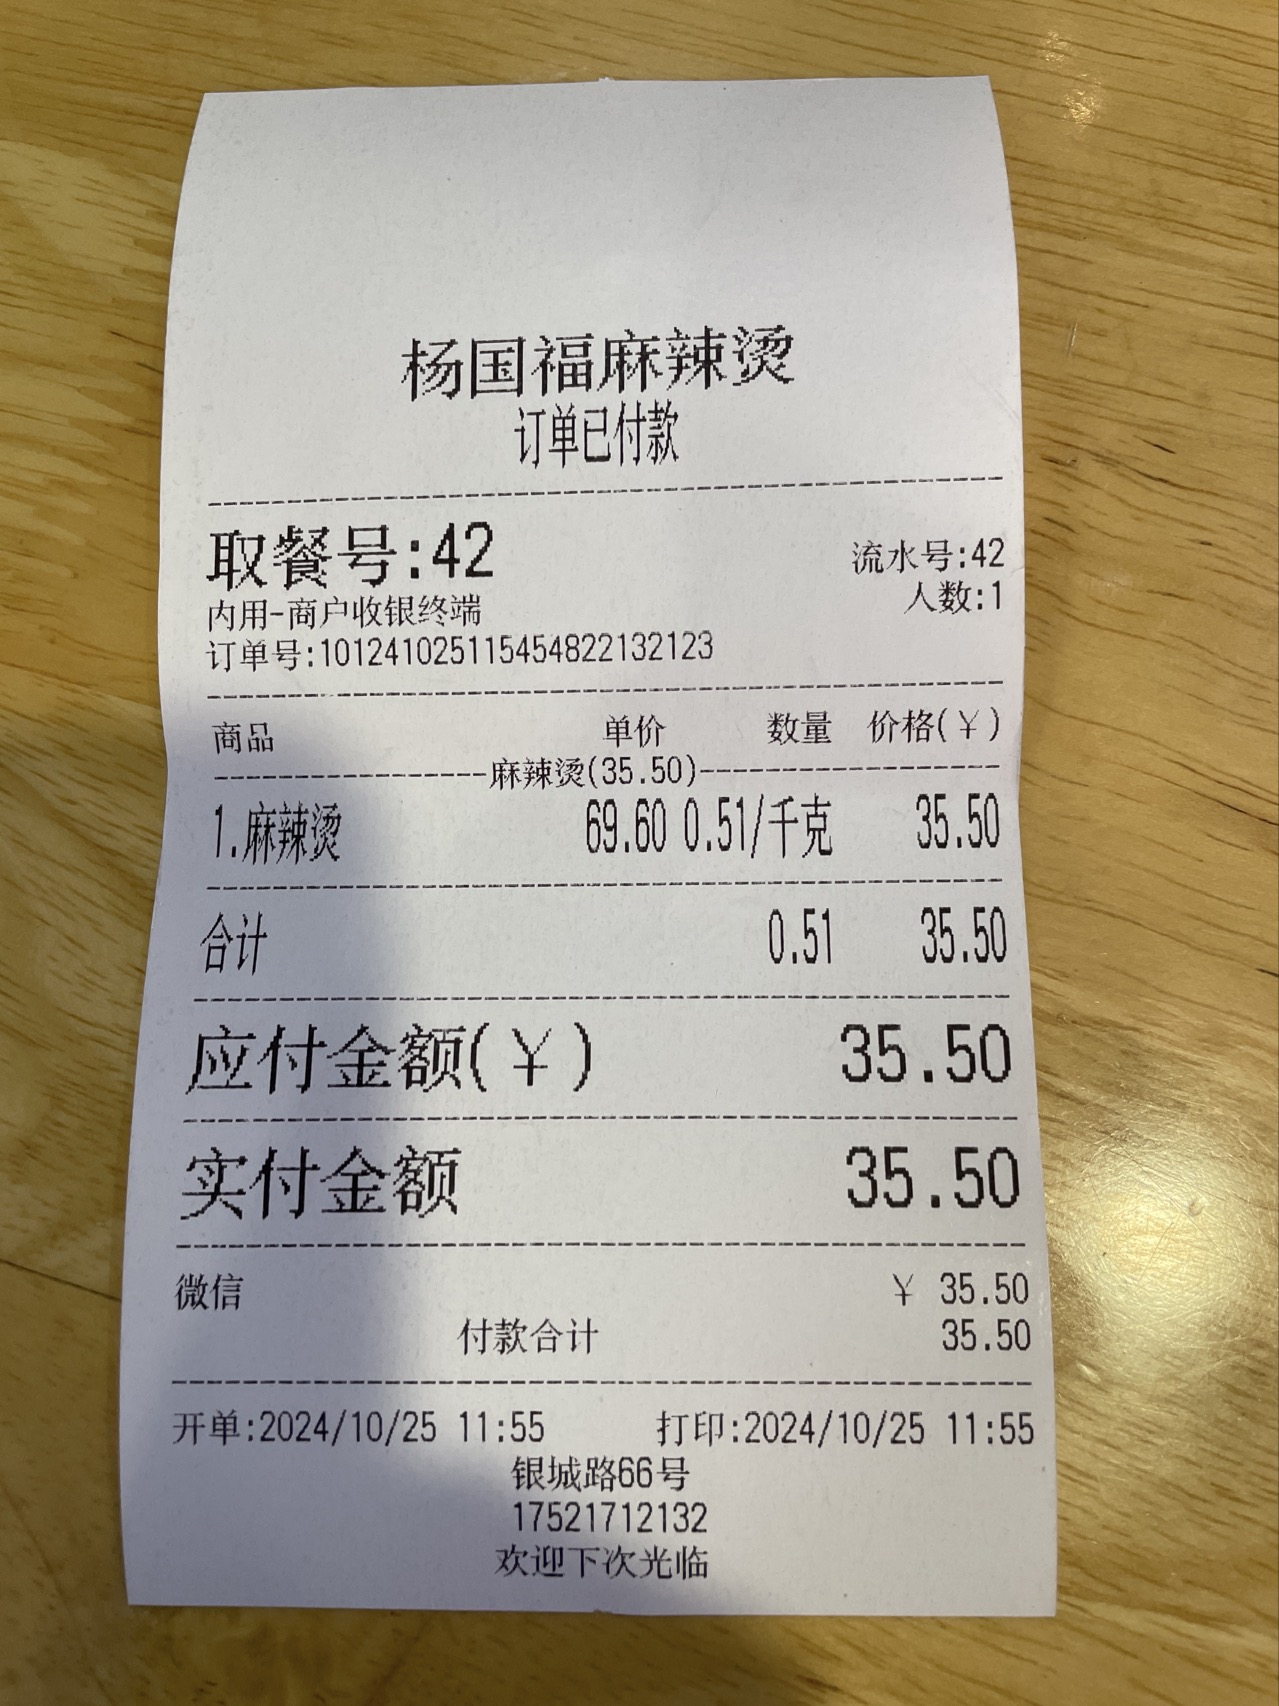 杨国福麻辣烫
订单已付款
取餐号:42
流水号:42
内用-商户收银终端
人数:1
订单号:101241025115454822132123
商品 单价 数量 价格(¥)
麻辣烫(35.50)
1.麻辣烫 69.60 0.51/千克 35.50
合计 0.51 35.50
应付金额(¥) 35.50
实付金额 35.50
微信 ¥ 35.50
付款合计 35.50
开单:2024/10/25 11:55 打印:2024/10/25 11:55
银城路66号
17521712132
欢迎下次光临